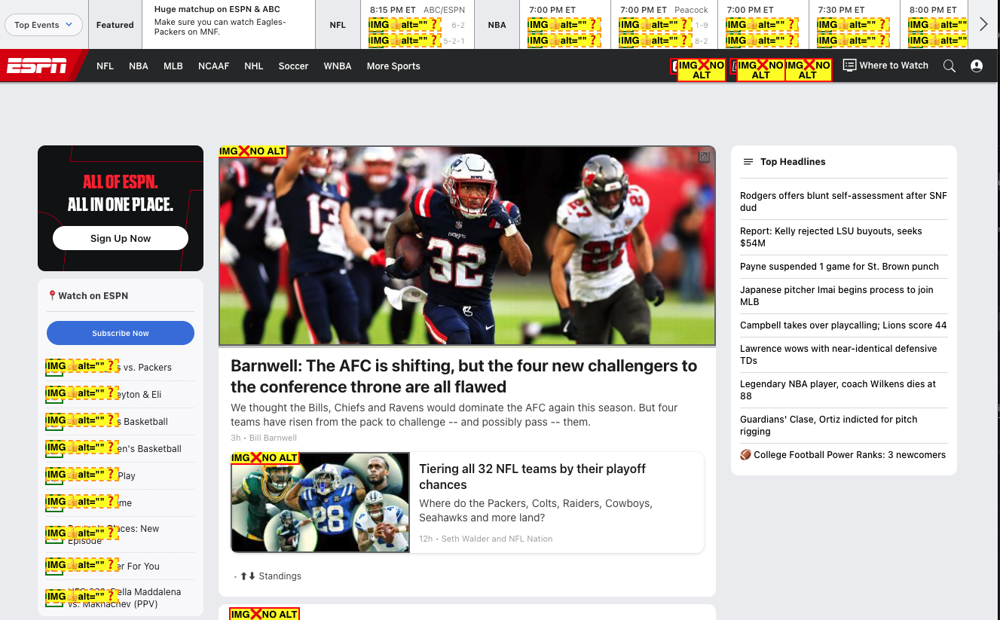 Top Events
Featured
Huge matchup on ESPN & ABC
Make sure you can watch Eagles-
Packers on MNF.
NFL
8:15 PM ET ABC/ESPN
IMG👍alt="" ❓ 6-2
IMG👍alt="" ❓ 5-2-1
NBA
7:00 PM ET
IMG👍alt="" ❓
IMG👍alt="" ❓
7:00 PM ET Peacock
IMG👍alt="" ❓ 1-9
IMG👍alt="" ❓ 8-2
7:00 PM ET
IMG👍alt="" ❓
IMG👍alt="" ❓
7:30 PM ET
IMG👍alt="" ❓
IMG👍alt="" ❓
8:00 PM ET
IMG👍alt=""
IMG👍alt=""
ESPN
NFL NBA MLB NCAAF NHL Soccer WNBA More Sports
IMG❌NO ALT
IMG❌NO ALT
IMG❌NO ALT
Where to Watch
ALL OF ESPN.
ALL IN ONE PLACE.
Sign Up Now
📍Watch on ESPN
Subscribe Now
IMG👍alt="" ❓ s vs. Packers
IMG👍alt="" ❓ eyton & Eli
IMG👍alt="" ❓ s Basketball
IMG👍alt="" ❓ en's Basketball
IMG👍alt="" ❓ Play
IMG👍alt="" ❓ me
IMG👍alt="" ❓ ces: New
Episode
IMG👍alt="" ❓ er For You
IMG👍alt="" ❓ ella Maddalena
vs. Makhachev (PPV)
IMG❌NO ALT
PATRIOTS
13
32
27
Barnwell: The AFC is shifting, but the four new challengers to
the conference throne are all flawed
We thought the Bills, Chiefs and Ravens would dominate the AFC again this season. But four
teams have risen from the pack to challenge -- and possibly pass -- them.
3h • Bill Barnwell
IMG❌NO ALT
28
Tiering all 32 NFL teams by their playoff
chances
Where do the Packers, Colts, Raiders, Cowboys,
Seahawks and more land?
12h • Seth Walder and NFL Nation
• ⬆⬇ Standings
IMG❌NO ALT
Top Headlines
Rodgers offers blunt self-assessment after SNF
dud
Report: Kelly rejected LSU buyouts, seeks
$54M
Payne suspended 1 game for St. Brown punch
Japanese pitcher Imai begins process to join
MLB
Campbell takes over playcalling; Lions score 44
Lawrence wows with near-identical defensive
TDs
Legendary NBA player, coach Wilkens dies at
88
Guardians' Clase, Ortiz indicted for pitch
rigging
🏈 College Football Power Ranks: 3 newcomers